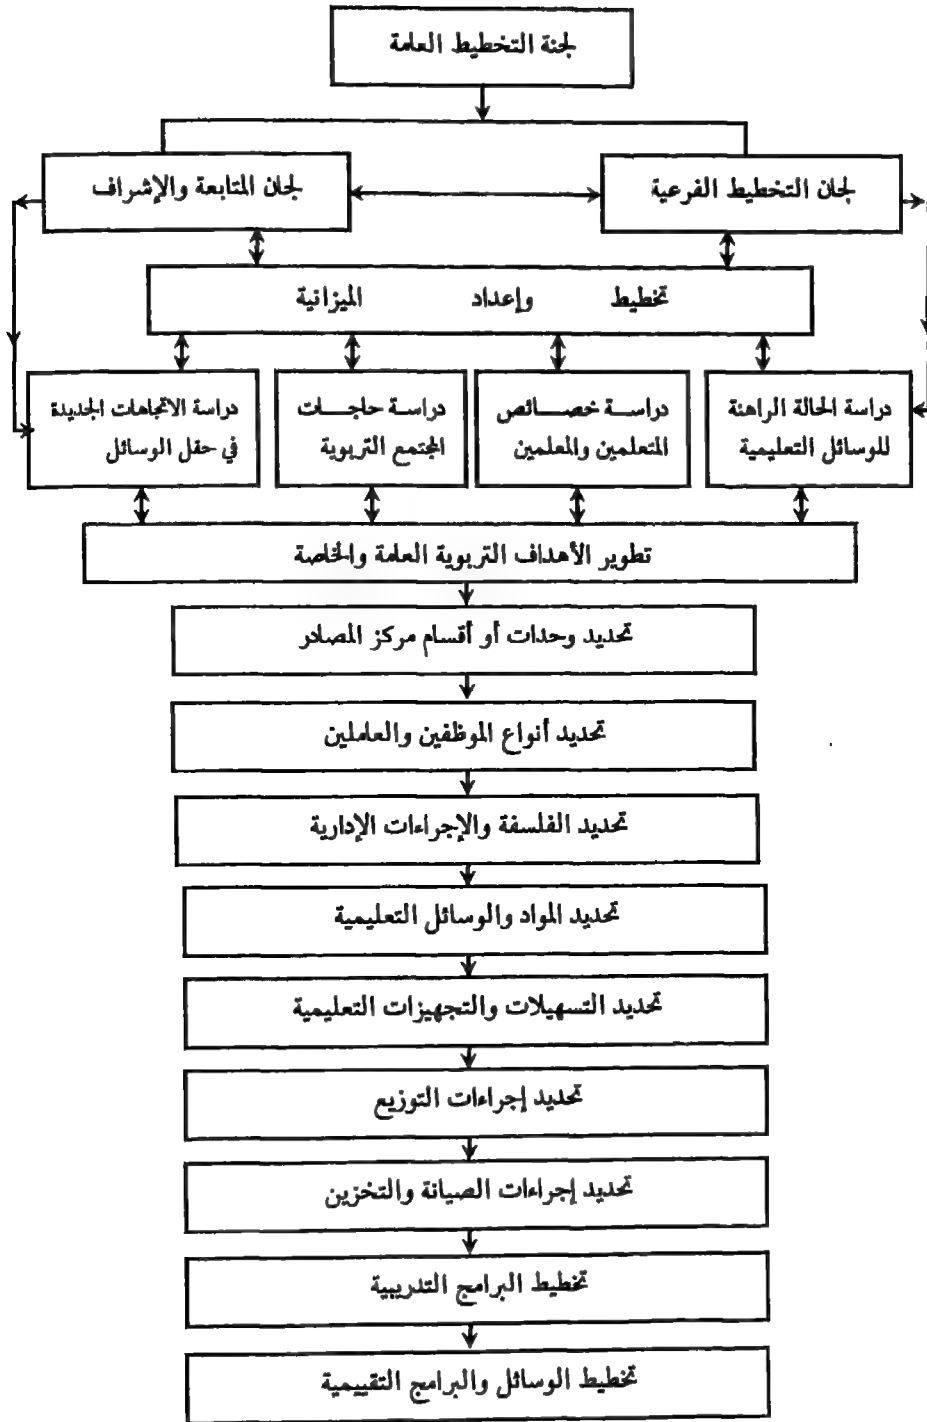 لجنة التخطيط العامة
لجان التخطيط الفرعية
لجان المتابعة والإشراف
تخطيط وإعداد الميزانية
دراسة الحالة الراهنة
للوسائل التعليمية
دراسة خصائص
المتعلمين والمعلمين
دراسة حاجات
المجتمع التربوية
دراسة الاتجاهات الجديدة
في حقل الوسائل
تطوير الأهداف التربوية العامة والخاصة
تحديد وحدات أو أقسام مركز المصادر
تحديد أنواع الموظفين والعاملين
تحديد الفلسفة والإجراءات الإدارية
تحديد المواد والوسائل التعليمية
تحديد التسهيلات والتجهيزات التعليمية
تحديد إجراءات التوزيع
تحديد إجراءات الصيانة والتخزين
تخطيط البرامج التدريبية
تخطيط الوسائل والبرامج التقييمية